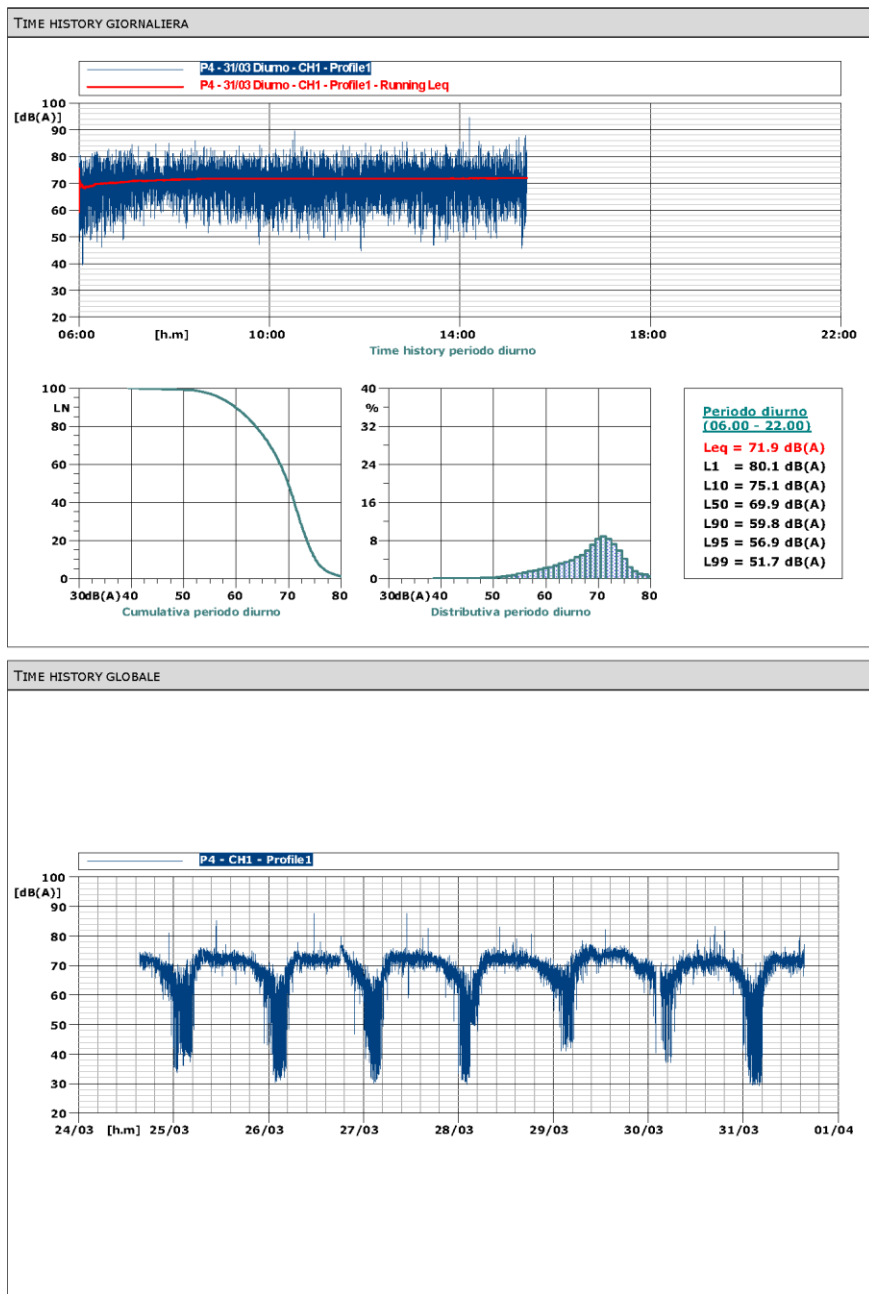 TIME HISTORY GIORNALIERA
P4 - 31/03 Diurno - CH1 - Profile1
P4 - 31/03 Diurno - CH1 - Profile1 - Running Leq
100
[dB(A)]
90
80
70
60
50
40
30
20
06:00 [h.m] 10:00 14:00 18:00 22:00
Time history periodo diurno
100
LN
80
60
40
20
0
30 dB(A) 40 50 60 70 80
Cumulativa periodo diurno
40
%
32
24
16
8
0
30 dB(A) 40 50 60 70 80
Distributiva periodo diurno
Periodo diurno
(06.00 - 22.00)
Leq = 71.9 dB(A)
L1 = 80.1 dB(A)
L10 = 75.1 dB(A)
L50 = 69.9 dB(A)
L90 = 59.8 dB(A)
L95 = 56.9 dB(A)
L99 = 51.7 dB(A)
TIME HISTORY GLOBALE
P4 - CH1 - Profile1
100
[dB(A)]
90
80
70
60
50
40
30
20
24/03 [h.m] 25/03 26/03 27/03 28/03 29/03 30/03 31/03 01/04